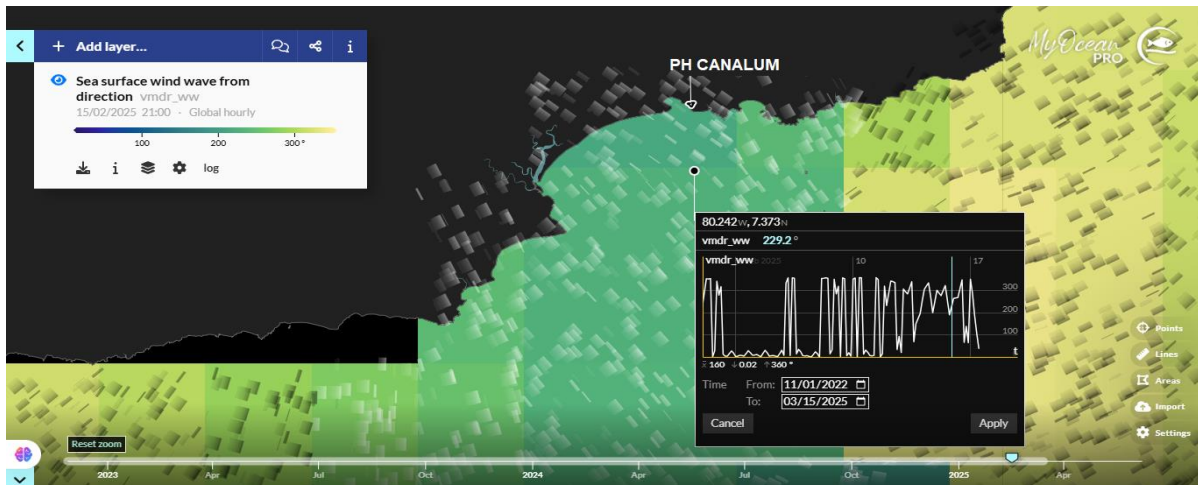 + Add layer...
i
Sea surface wind wave from
direction vmdr_ww
15/02/2025 21:00 · Global hourly
100 200 300°
i log
PH CANALUM
MyOcean
PRO
80.242W, 7.373N
vmdr_ww 229.2°
vmdr_ww 2025 10 17
300
200
100
t
x̄ 160 ↓0.02 ↑360°
Time From: 11/01/2022
To: 03/15/2025
Cancel Apply
Points
Lines
Areas
Import
Settings
Reset zoom
2023 Apr Jul Oct 2024 Apr Jul Oct 2025 Apr